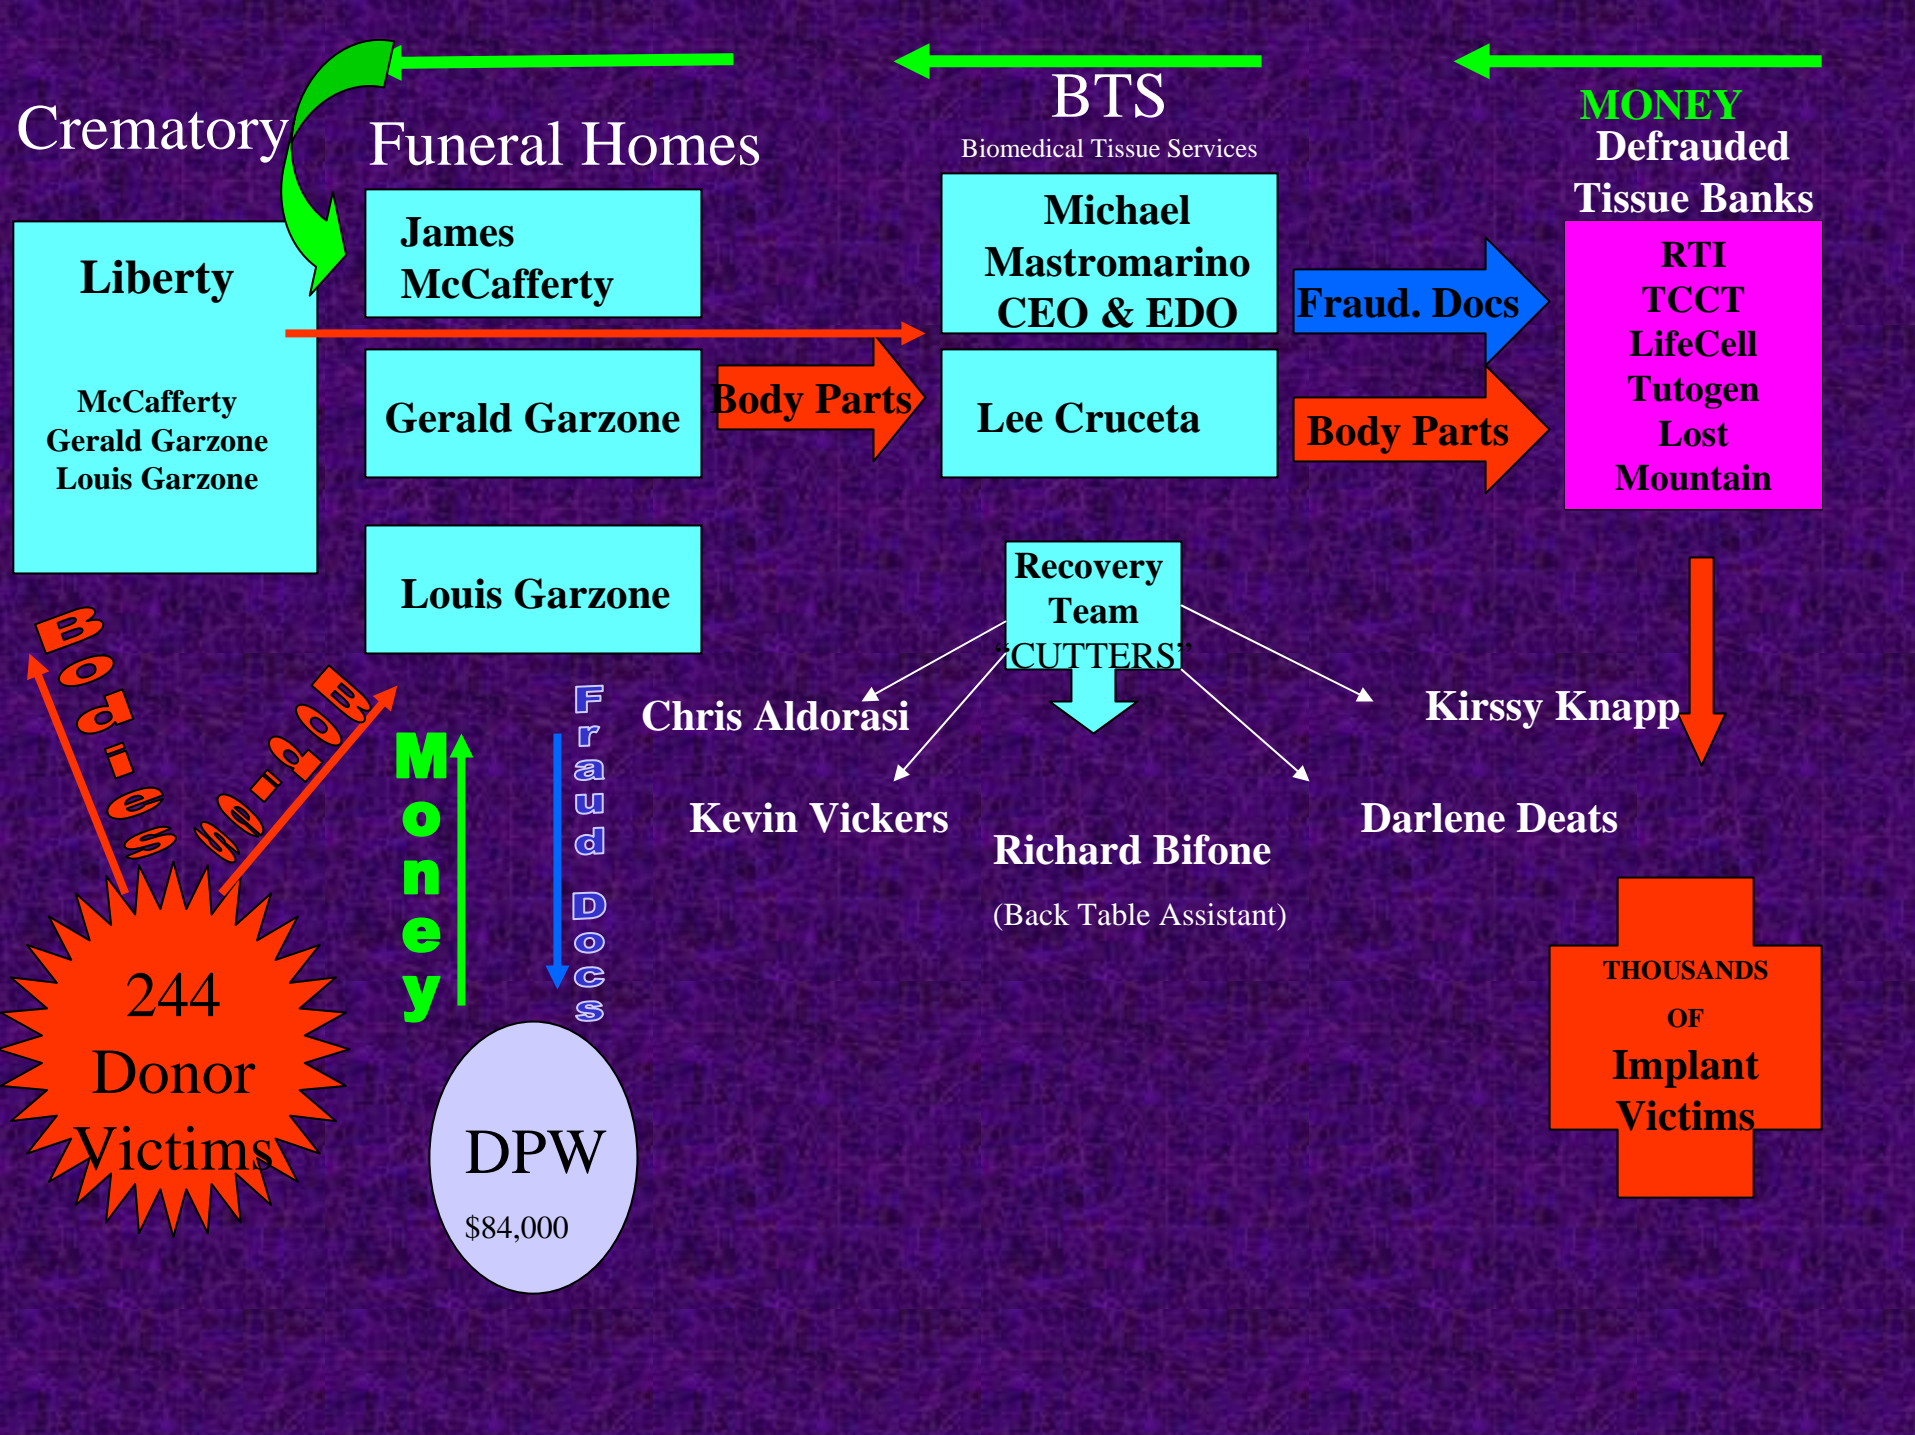 Crematory
Liberty
McCafferty
Gerald Garzone
Louis Garzone
Funeral Homes
James
McCafferty
Gerald Garzone
Louis Garzone
Body Parts
BTS
Biomedical Tissue Services
Michael
Mastromarino
CEO & EDO
Lee Cruceta
Fraud. Docs
Body Parts
MONEY
Defrauded
Tissue Banks
RTI
TCCT
LifeCell
Tutogen
Lost
Mountain
Recovery
Team
“CUTTERS”
Chris Aldorasi
Kevin Vickers
Richard Bifone
(Back Table Assistant)
Darlene Deats
Kirssy Knapp
Bodies
Bodies
Money
Fraud Docs
244
Donor
Victims
DPW
$84,000
THOUSANDS
OF
Implant
Victims